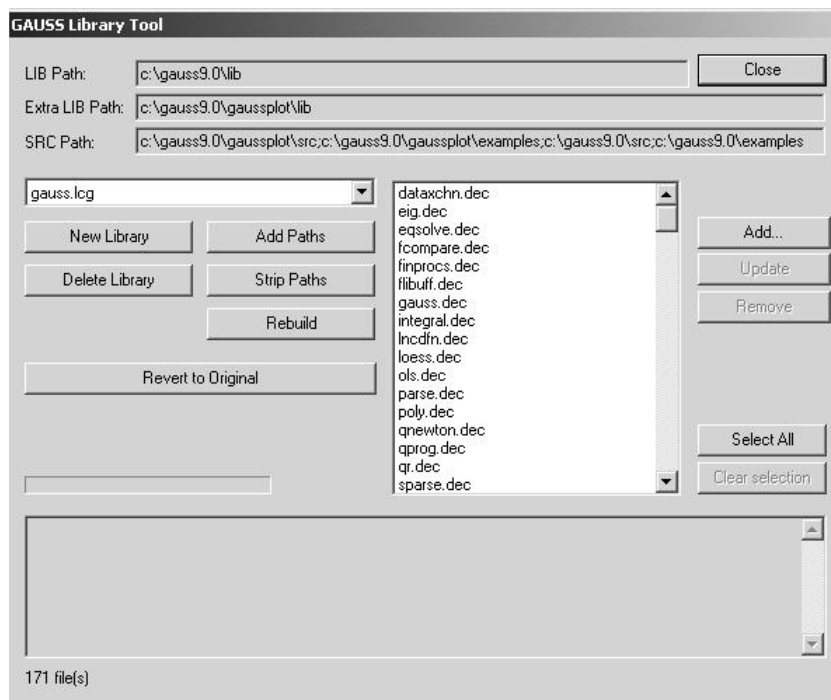 GAUSS Library Tool
LIB Path: c:\gauss9.0\lib Close
Extra LIB Path: c:\gauss9.0\gaussplot\lib
SRC Path: c:\gauss9.0\gaussplot\src;c:\gauss9.0\gaussplot\examples;c:\gauss9.0\src;c:\gauss9.0\examples
gauss.lcg
New Library Add Paths
Delete Library Strip Paths
Rebuild
Revert to Original
dataxchn.dec
eig.dec
eqsolve.dec
fcompare.dec
finprocs.dec
flibuff.dec
gauss.dec
integral.dec
lncdfn.dec
loess.dec
ols.dec
parse.dec
poly.dec
qnewton.dec
qprog.dec
qr.dec
sparse.dec
Add...
Update
Remove
Select All
Clear selection
171 file(s)